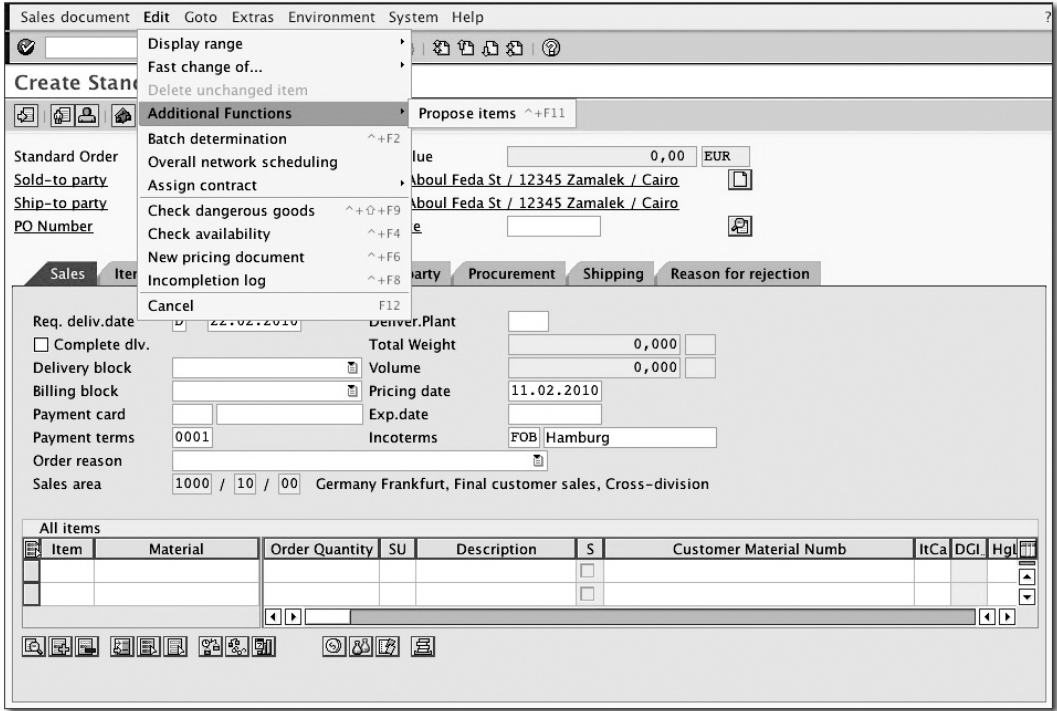 Sales document Edit Goto Extras Environment System Help ?
Display range
Fast change of...
Create Stand
Delete unchanged item
Additional Functions
Propose items ^+F11
Batch determination ^+F2
Standard Order
Overall network scheduling
lue 0,00 EUR
Sold-to party
Assign contract
Aboul Feda St / 12345 Zamalek / Cairo
Ship-to party
Check dangerous goods ^+⇧+F9
Aboul Feda St / 12345 Zamalek / Cairo
PO Number
Check availability ^+F4
e
New pricing document ^+F6
Sales Iten
Incompletion log ^+F8
arty Procurement Shipping Reason for rejection
Cancel F12
Req. deliv.date D 22.02.2010 Deliver.Plant
Complete dlv. Total Weight 0,000
Delivery block Volume 0,000
Billing block Pricing date 11.02.2010
Payment card Exp.date
Payment terms 0001 Incoterms FOB Hamburg
Order reason
Sales area 1000 / 10 / 00 Germany Frankfurt, Final customer sales, Cross-division
All items
Item Material Order Quantity SU Description S Customer Material Numb ItCa DGI.. HgL